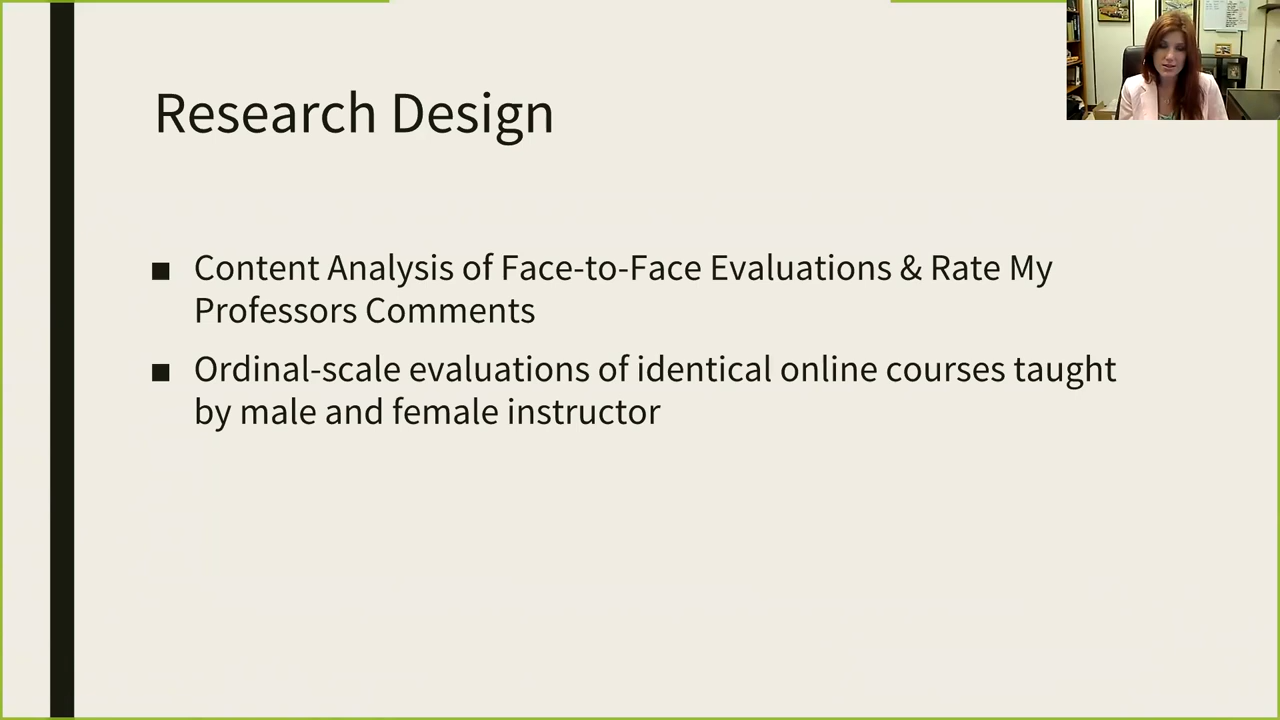 Research Design
■ Content Analysis of Face-to-Face Evaluations & Rate My
Professors Comments
■ Ordinal-scale evaluations of identical online courses taught
by male and female instructor